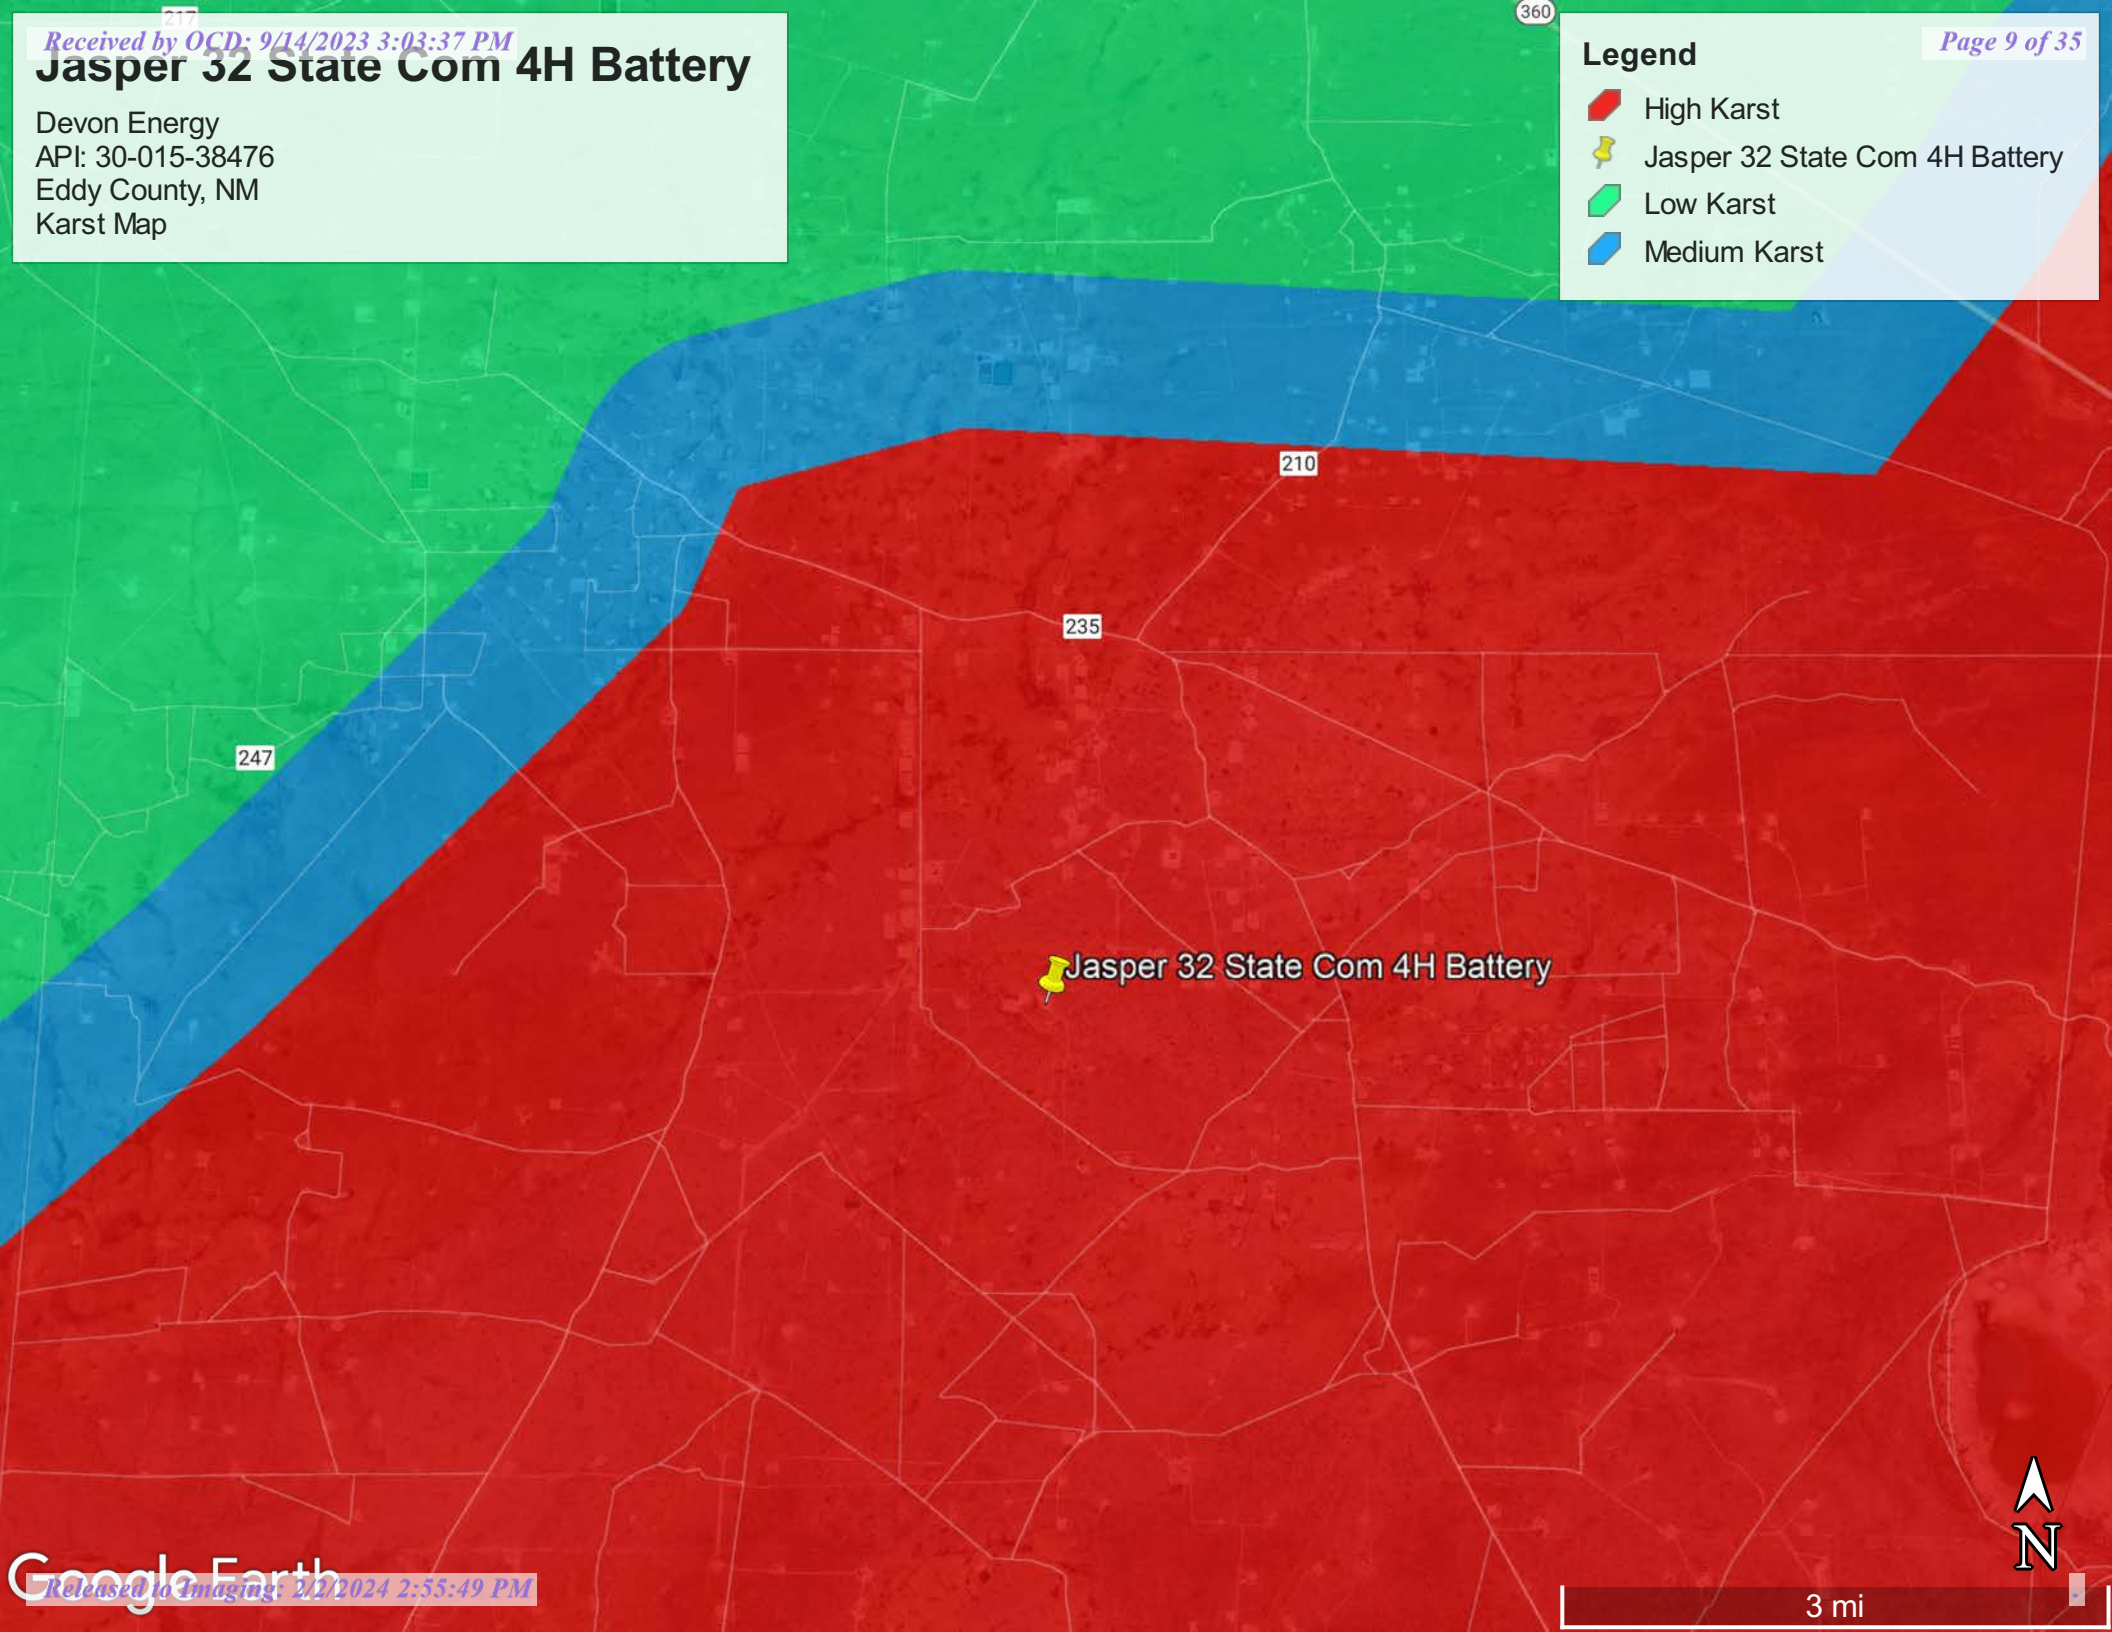 217
Received by OCD: 9/14/2023 3:03:37 PM
Jasper 32 State Com 4H Battery
Devon Energy
API: 30-015-38476
Eddy County, NM
Karst Map
360
Page 9 of 35
Legend
High Karst
Jasper 32 State Com 4H Battery
Low Karst
Medium Karst
210
235
247
Jasper 32 State Com 4H Battery
N
Google Earth
Released to Imaging: 2/2/2024 2:55:49 PM
3 mi